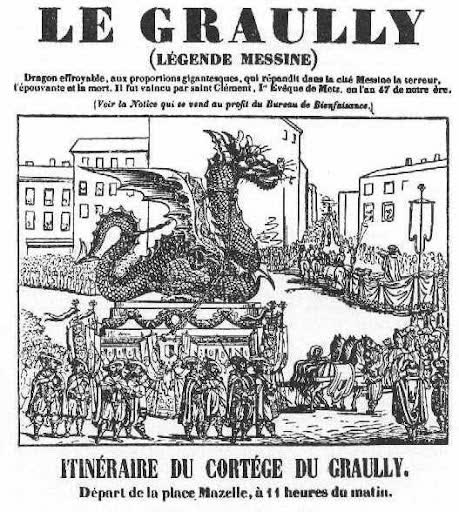 LE GRAULLY
(LÉGENDE MESSINE)
Dragon effroyable, aux proportions gigantesques, qui répandit dans la cité Messine la terreur,
l'épouvante et la mort. Il fut vaincu par saint Clément, Ier Évêque de Metz, en l'an 47 de notre ère.
(Voir la Notice qui se vend au profit du Bureau de Bienfaisance.)
ITINÉRAIRE DU CORTÉGE DU GRAULLY.
Départ de la place Mazelle, à 11 heures du matin.